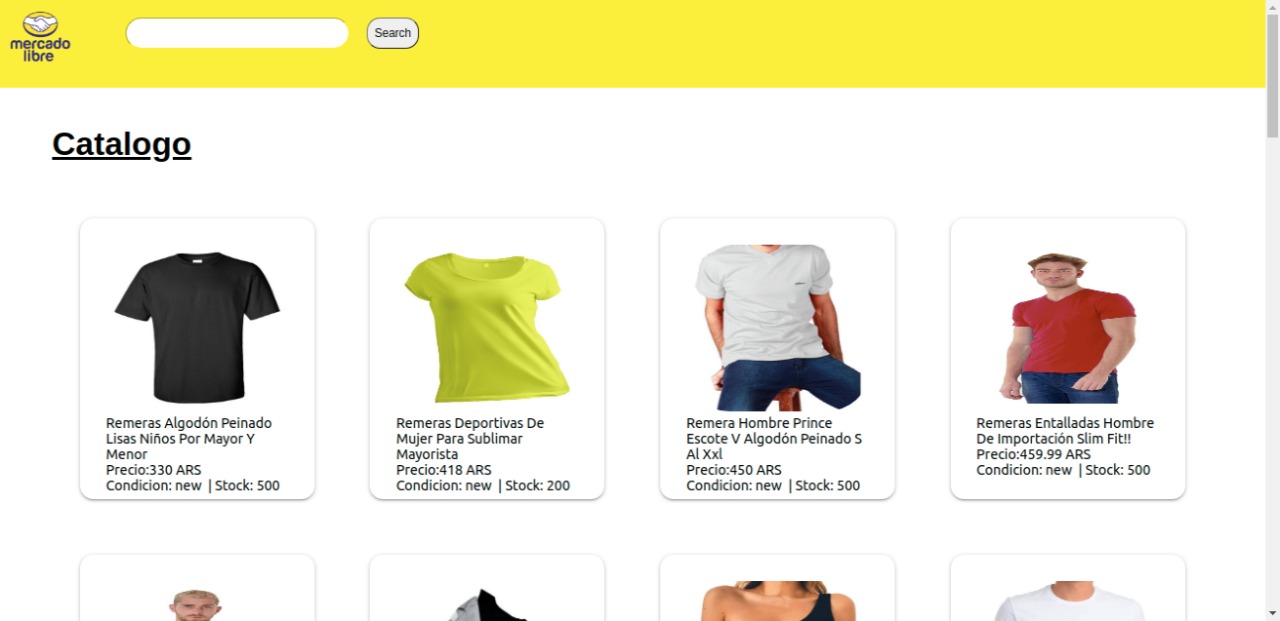 mercado
libre
Search
Catalogo
Remeras Algodón Peinado
Lisas Niños Por Mayor Y
Menor
Precio:330 ARS
Condicion: new | Stock: 500
Remeras Deportivas De
Mujer Para Sublimar
Mayorista
Precio:418 ARS
Condicion: new | Stock: 200
Remera Hombre Prince
Escote V Algodón Peinado S
Al Xxl
Precio:450 ARS
Condicion: new | Stock: 500
Remeras Entalladas Hombre
De Importación Slim Fit!!
Precio:459.99 ARS
Condicion: new | Stock: 500